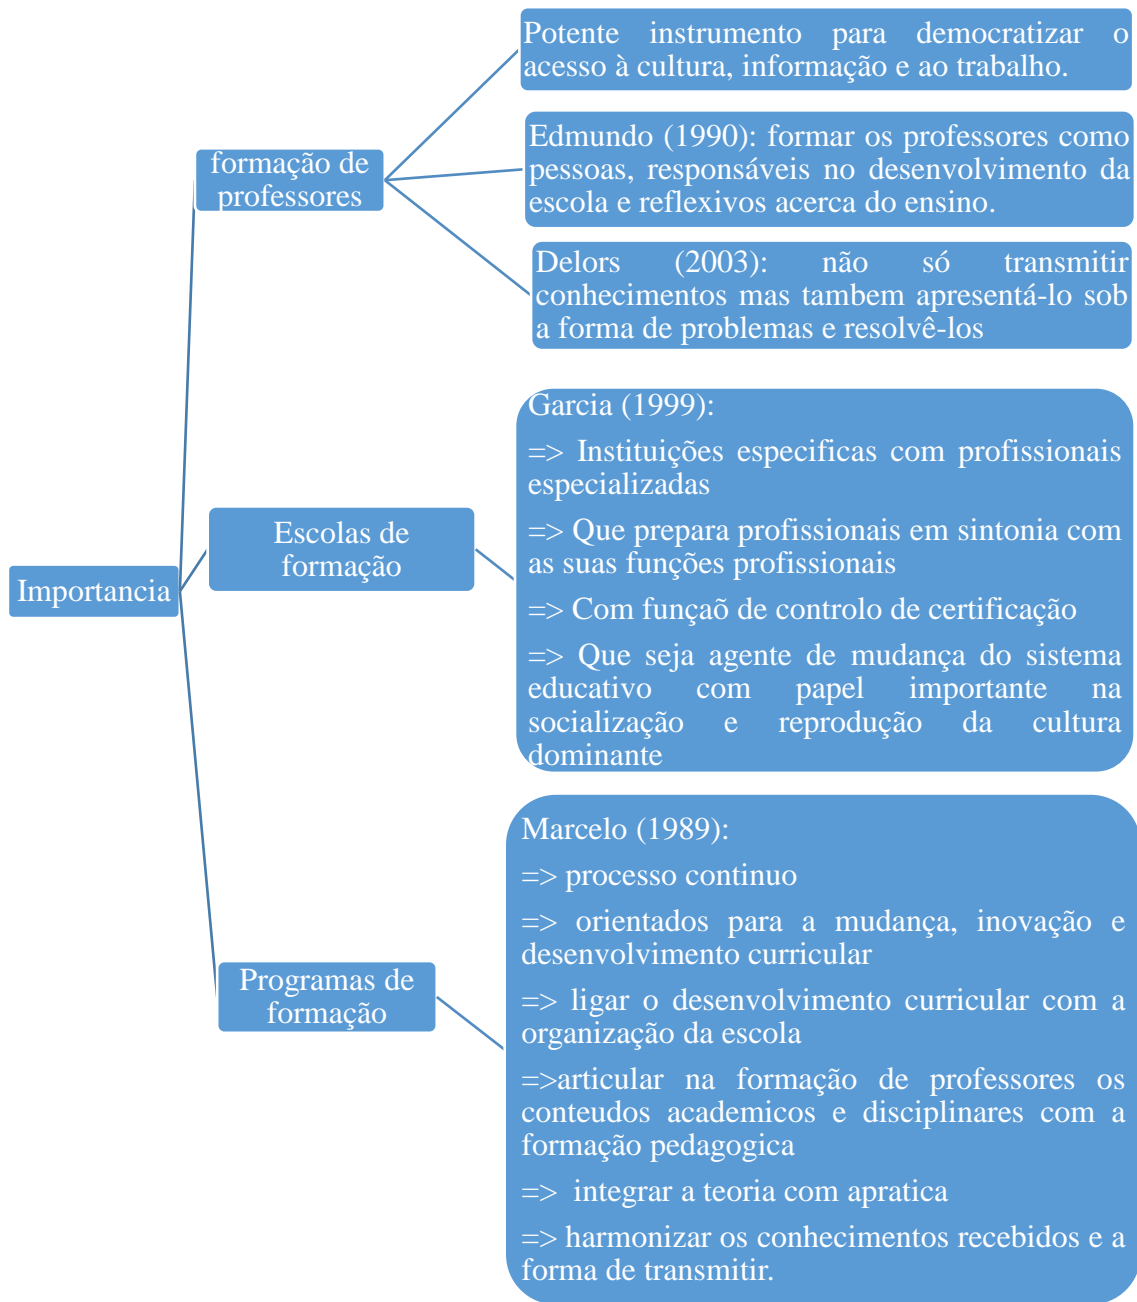 Importancia
formação de
professores
Potente instrumento para democratizar o
acesso à cultura, informação e ao trabalho.
Edmundo (1990): formar os professores como
pessoas, responsáveis no desenvolvimento da
escola e reflexivos acerca do ensino.
Delors (2003): não só transmitir
conhecimentos mas tambem apresentá-lo sob
a forma de problemas e resolvê-los
Escolas de
formação
Garcia (1999):
=> Instituições especificas com profissionais
especializadas
=> Que prepara profissionais em sintonia com
as suas funções profissionais
=> Com funçaõ de controlo de certificação
=> Que seja agente de mudança do sistema
educativo com papel importante na
socialização e reprodução da cultura
dominante
Programas de
formação
Marcelo (1989):
=> processo continuo
=> orientados para a mudança, inovação e
desenvolvimento curricular
=> ligar o desenvolvimento curricular com a
organização da escola
=>articular na formação de professores os
conteudos academicos e disciplinares com a
formação pedagogica
=> integrar a teoria com apratica
=> harmonizar os conhecimentos recebidos e a
forma de transmitir.